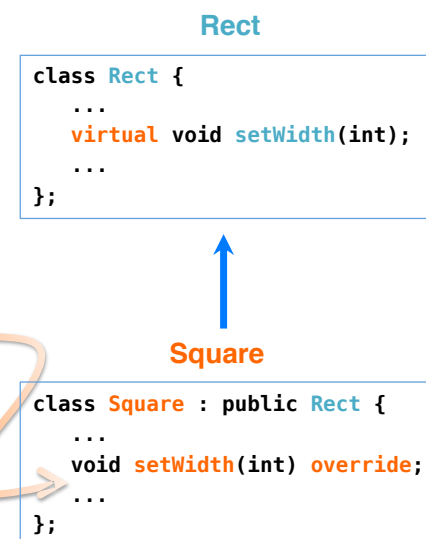 Rect
class Rect {
...
virtual void setWidth(int);
...
};
Square
class Square : public Rect {
...
void setWidth(int) override;
...
};